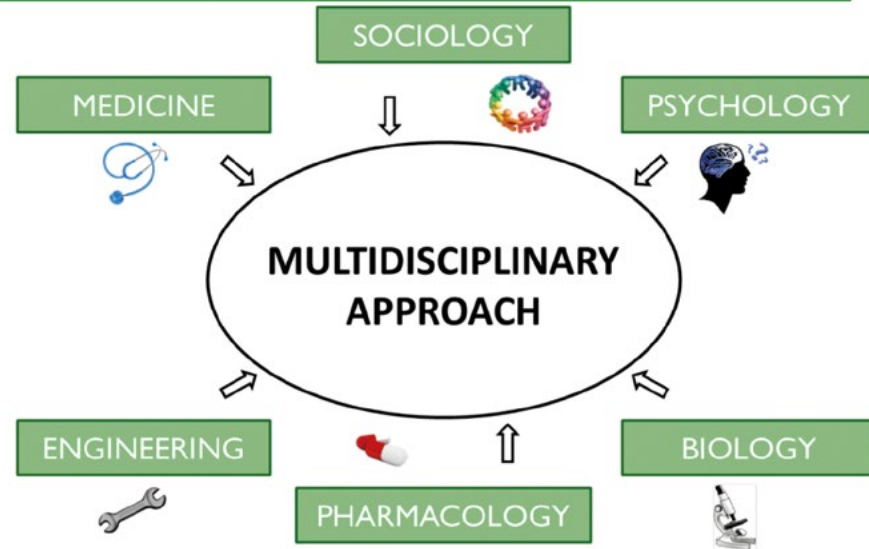 SOCIOLOGY
MEDICINE
PSYCHOLOGY
MULTIDISCIPLINARY
APPROACH
ENGINEERING
BIOLOGY
PHARMACOLOGY